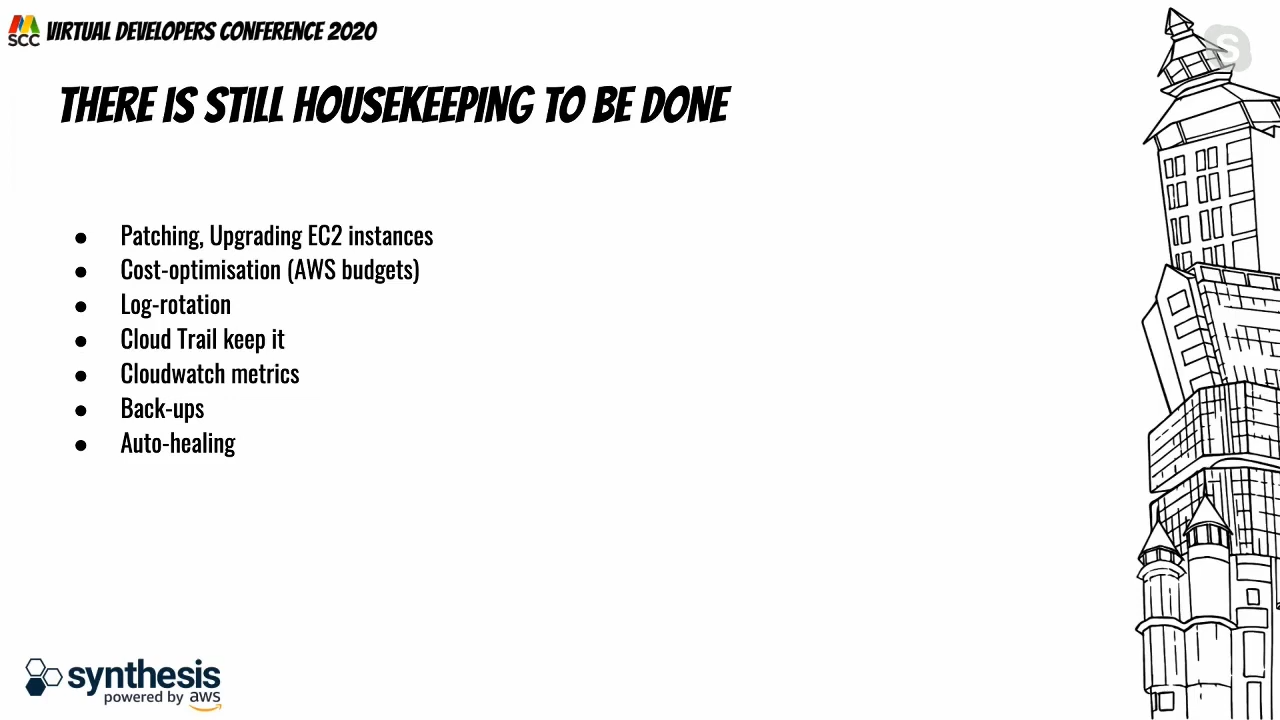 SCC VIRTUAL DEVELOPERS CONFERENCE 2020
S
THERE IS STILL HOUSEKEEPING TO BE DONE
● Patching, Upgrading EC2 instances
● Cost-optimisation (AWS budgets)
● Log-rotation
● Cloud Trail keep it
● Cloudwatch metrics
● Back-ups
● Auto-healing
synthesis
powered by aws